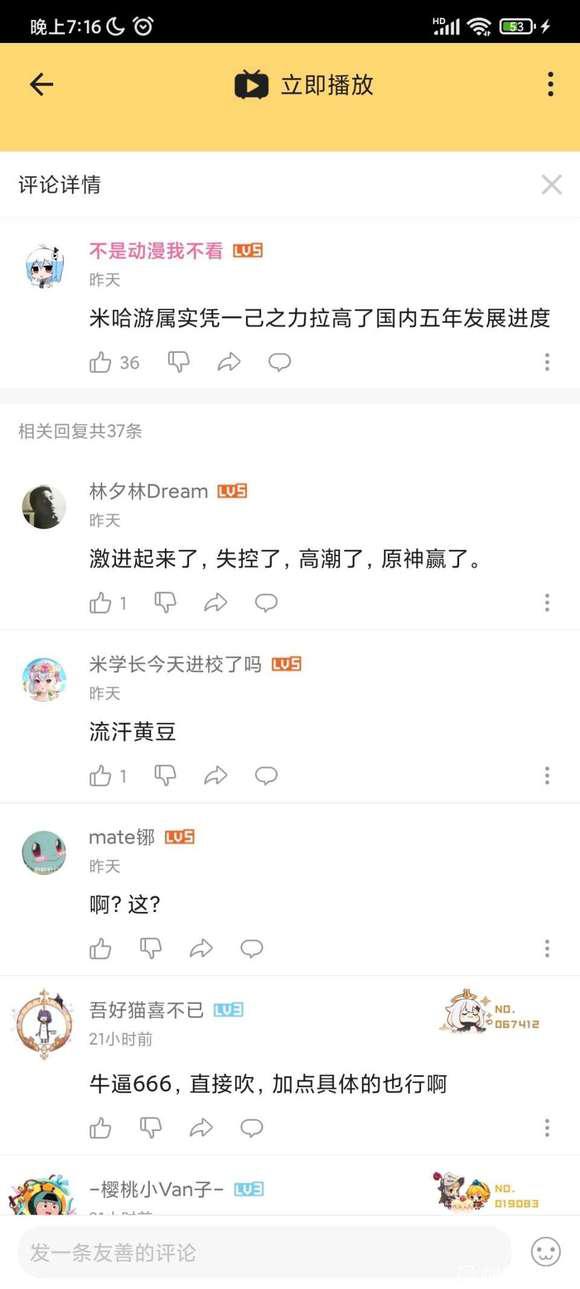 晚上7:16
HD
53
立即播放
评论详情
不是动漫我不看 LV5
昨天
米哈游属实凭一己之力拉高了国内五年发展进度
36
相关回复共37条
林夕林Dream LV5
昨天
激进起来了, 失控了, 高潮了, 原神赢了。
1
米学长今天进校了吗 LV5
昨天
流汗黄豆
1
mate铘 LV5
昨天
啊? 这?
吾好猫喜不已 LV3
NO.
067412
21小时前
牛逼666, 直接吹, 加点具体的也行啊
-樱桃小Van子- LV3
NO.
019083
发一条友善的评论